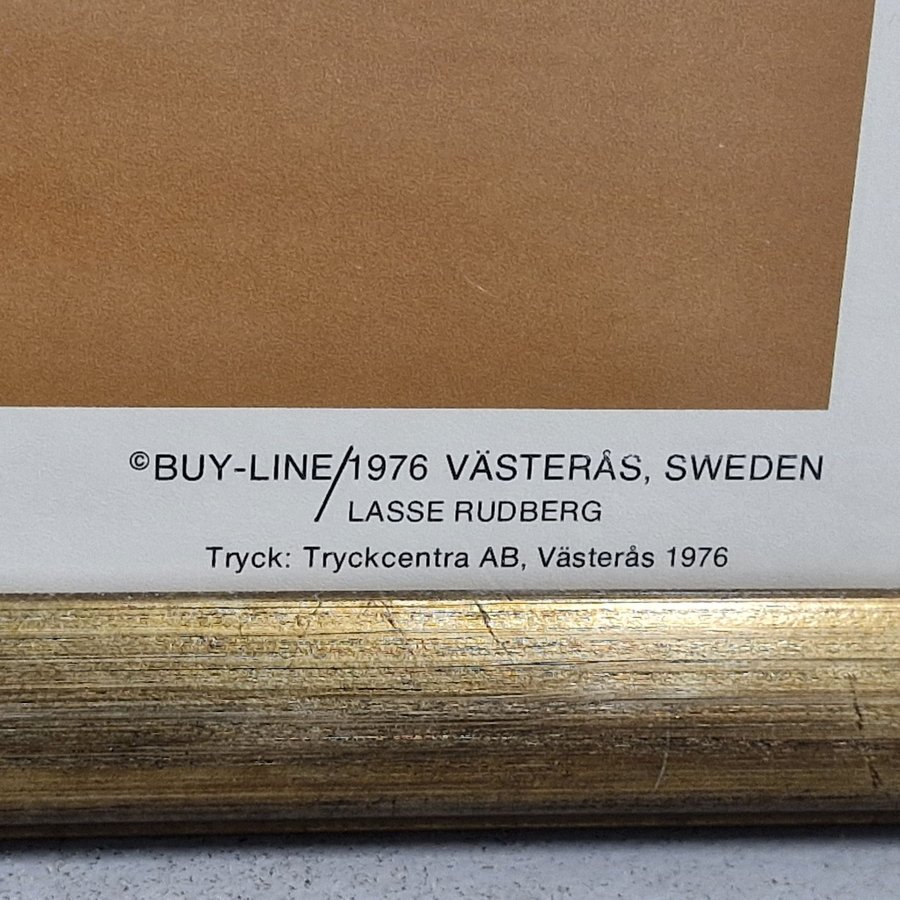 ©BUY-LINE/1976 VÄSTERÅS, SWEDEN
LASSE RUDBERG
Tryck: Tryckcentra AB, Västerås 1976